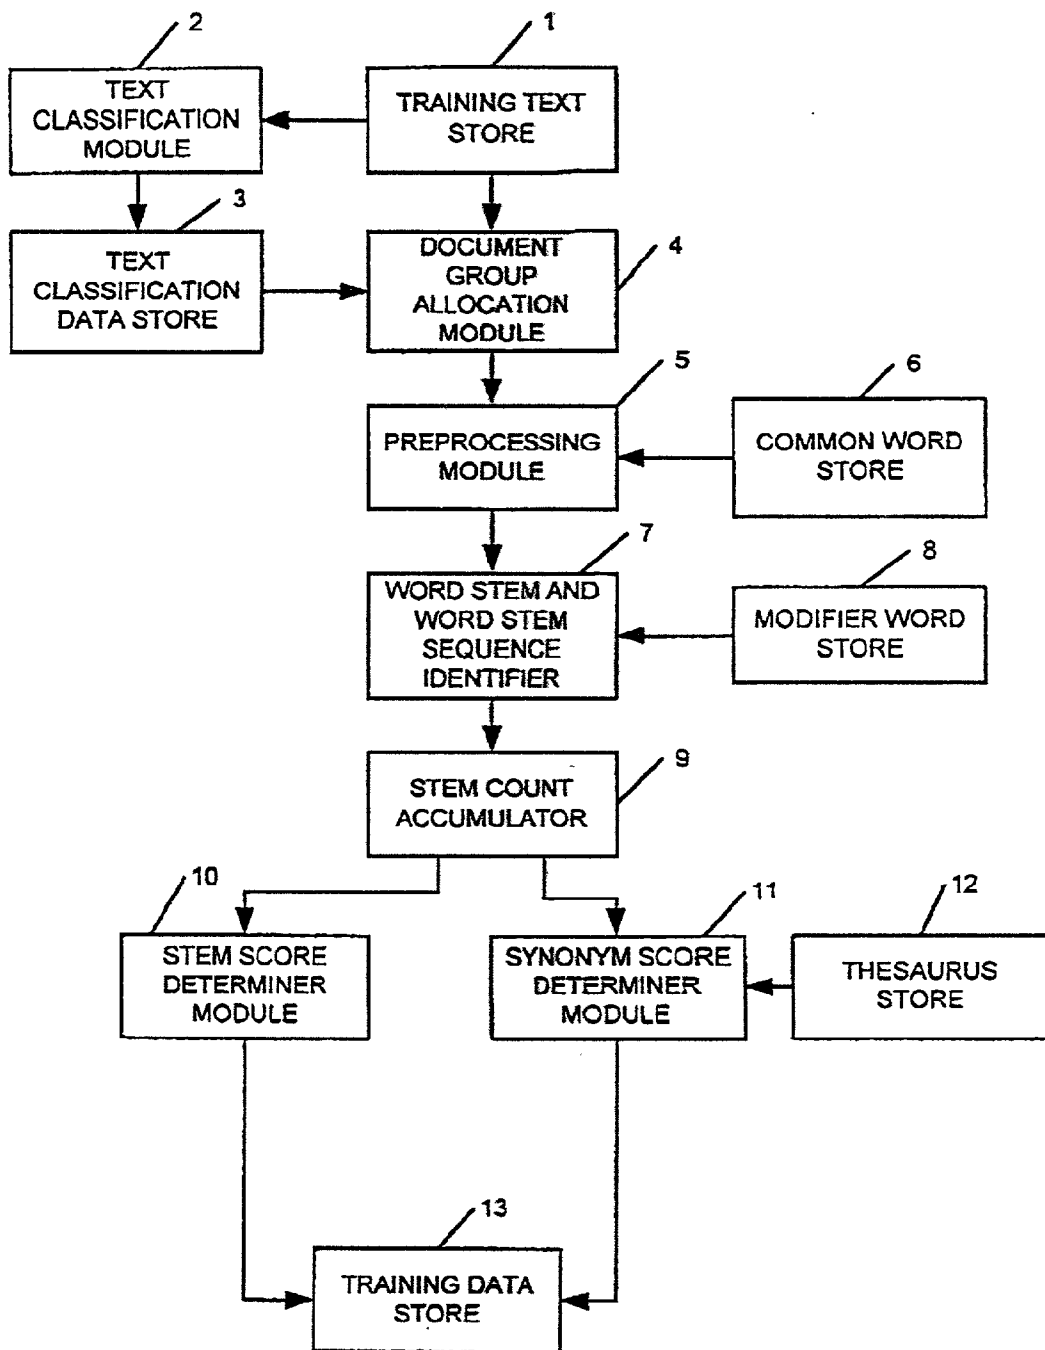 2
1
TEXT
CLASSIFICATION
MODULE
TRAINING TEXT
STORE
3
TEXT
CLASSIFICATION
DATA STORE
4
DOCUMENT
GROUP
ALLOCATION
MODULE
5
PREPROCESSING
MODULE
6
COMMON WORD
STORE
7
WORD STEM AND
WORD STEM
SEQUENCE
IDENTIFIER
8
MODIFIER WORD
STORE
9
STEM COUNT
ACCUMULATOR
10
STEM SCORE
DETERMINER
MODULE
11
SYNONYM SCORE
DETERMINER
MODULE
12
THESAURUS
STORE
13
TRAINING DATA
STORE